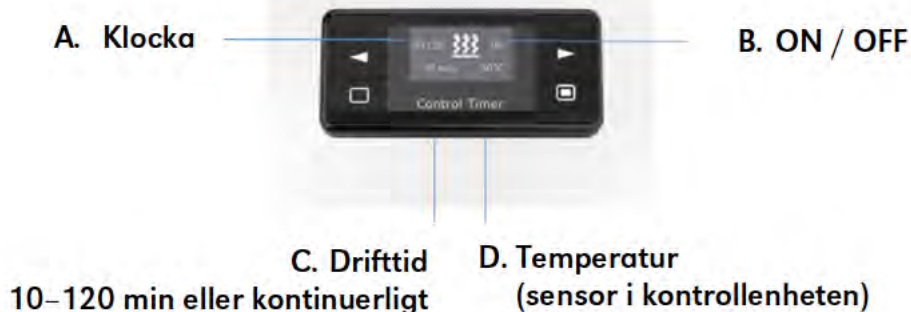 A. Klocka
B. ON / OFF
Control Timer
C. Drifttid
10–120 min eller kontinuerligt
D. Temperatur
(sensor i kontrollenheten)